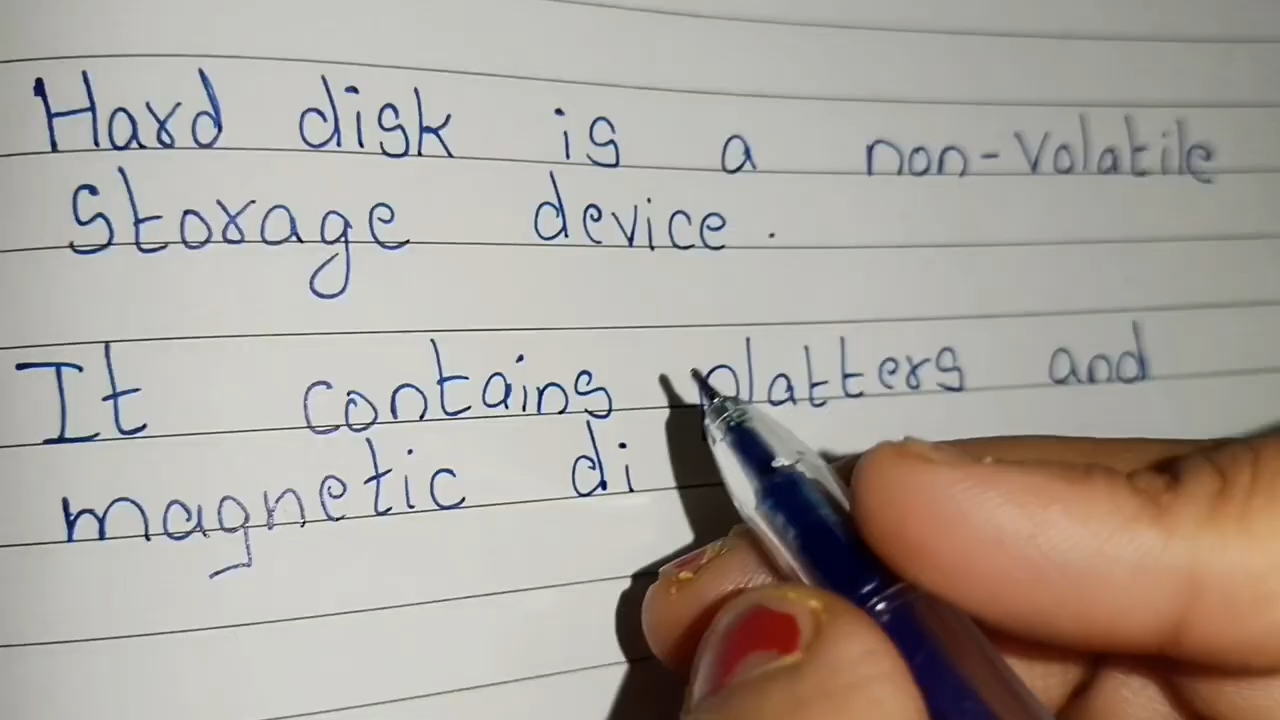 Hard disk is a non-Volatile
Storage device.
It contains platters and
magnetic di